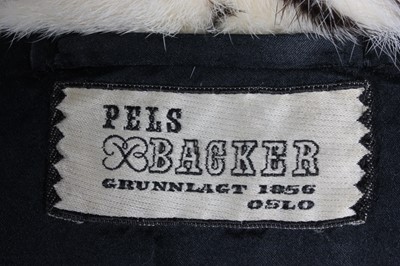 PELS
BACKER
GRUNNLAGT 1856
OSLO